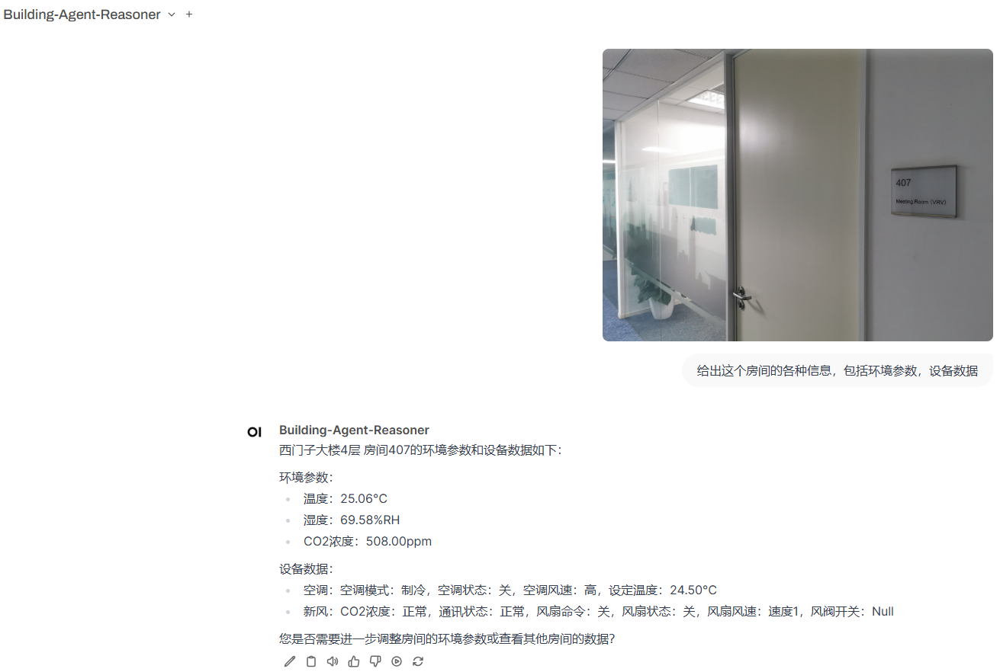 Building-Agent-Reasoner
407
Meeting Room (VRV)
给出这个房间的各种信息，包括环境参数，设备数据
OI
Building-Agent-Reasoner
西门子大楼4层 房间407的环境参数和设备数据如下：
环境参数：
温度：25.06°C
湿度：69.58%RH
CO2浓度：508.00ppm
设备数据：
空调：空调模式：制冷，空调状态：关，空调风速：高，设定温度：24.50°C
新风：CO2浓度：正常，通讯状态：正常，风扇命令：关，风扇状态：关，风扇风速：速度1，风阀开关：Null
您是否需要进一步调整房间的环境参数或查看其他房间的数据？